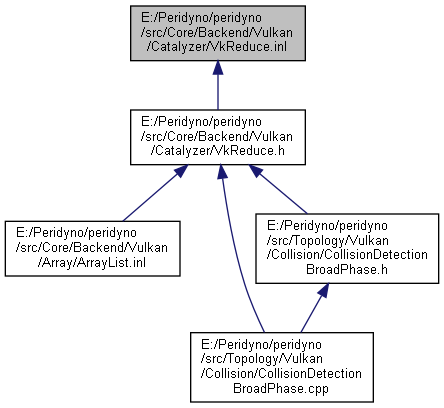 E:/Peridyno/peridyno
/src/Core/Backend/Vulkan
/Catalyzer/VkReduce.inl
E:/Peridyno/peridyno
/src/Core/Backend/Vulkan
/Catalyzer/VkReduce.h
E:/Peridyno/peridyno
/src/Core/Backend/Vulkan
/Array/ArrayList.inl
E:/Peridyno/peridyno
/src/Topology/Vulkan
/Collision/CollisionDetection
BroadPhase.h
E:/Peridyno/peridyno
/src/Topology/Vulkan
/Collision/CollisionDetection
BroadPhase.cpp